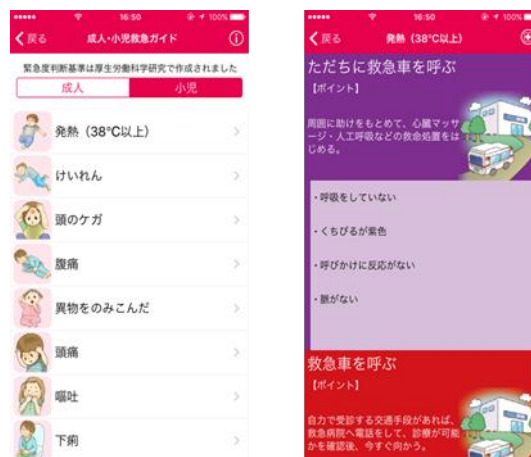 16:50
100%
戻る
成人・小児救急ガイド
緊急度判断基準は厚生労働科学研究で作成されました
成人
小児
発熱（38°C以上）
けいれん
頭のケガ
腹痛
異物をのみこんだ
頭痛
嘔吐
下痢
16:50
100%
戻る
発熱（38°C以上）
ただちに救急車を呼ぶ
【ポイント】
周囲に助けをもとめて、心臓マッサ
ージ・人工呼吸などの救命処置をは
じめる。
・呼吸をしていない
・くちびるが紫色
・呼びかけに反応がない
・脈がない
救急車を呼ぶ
【ポイント】
自力で受診する交通手段があれば、
救急病院へ電話をして、診療が可能
かを確認後、今すぐ向かう。